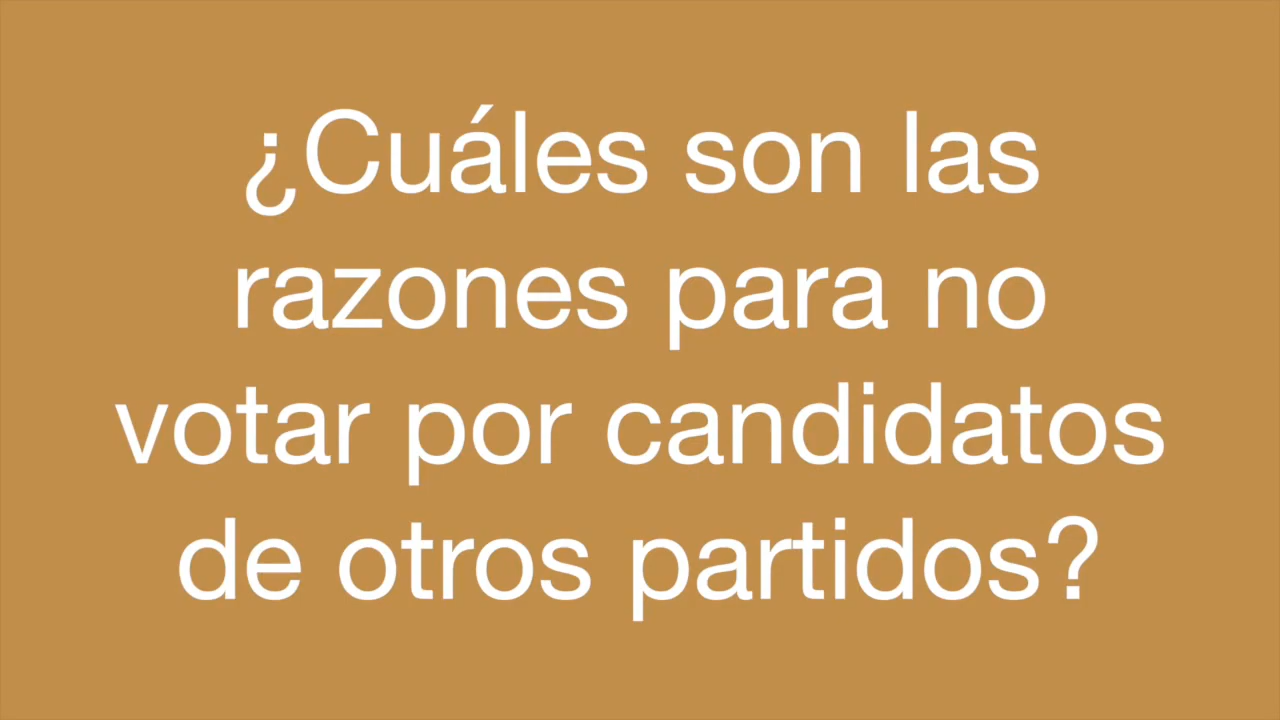 ¿Cuáles son las
razones para no
votar por candidatos
de otros partidos?